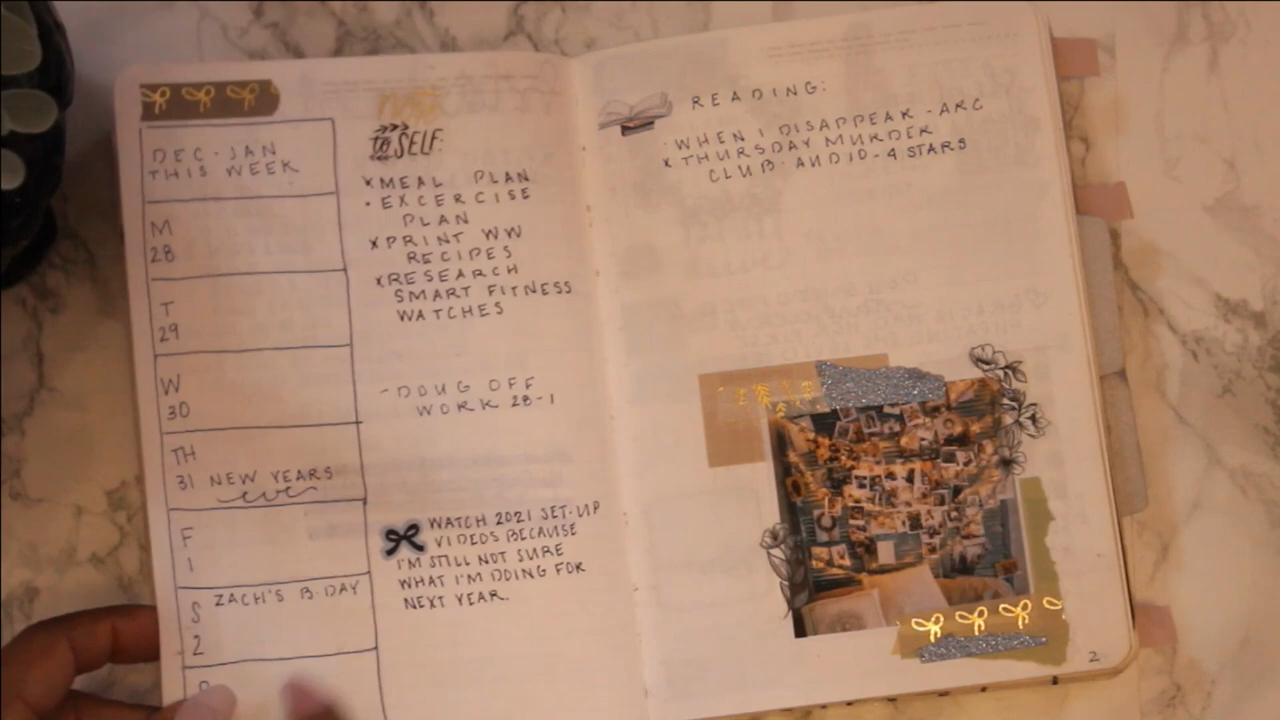 DEC-JAN
THIS WEEK
M
28
T
29
W
30
TH
31 NEW YEARS
eve
F
1
ZACH'S B-DAY
S
2
note
to SELF:
x MEAL PLAN
· EXCERCISE
PLAN
x PRINT WW
RECIPES
x RESEARCH
SMART FITNESS
WATCHES
- DOUG OFF
WORK 28-1
WATCH 2021 SET-UP
VIDEOS BECAUSE
I'M STILL NOT SURE
WHAT I'M DOING FOR
NEXT YEAR.
READING:
· WHEN I DISAPPEAR - ARC
x THURSDAY MURDER
CLUB - AUDIO - 4 STARS
2